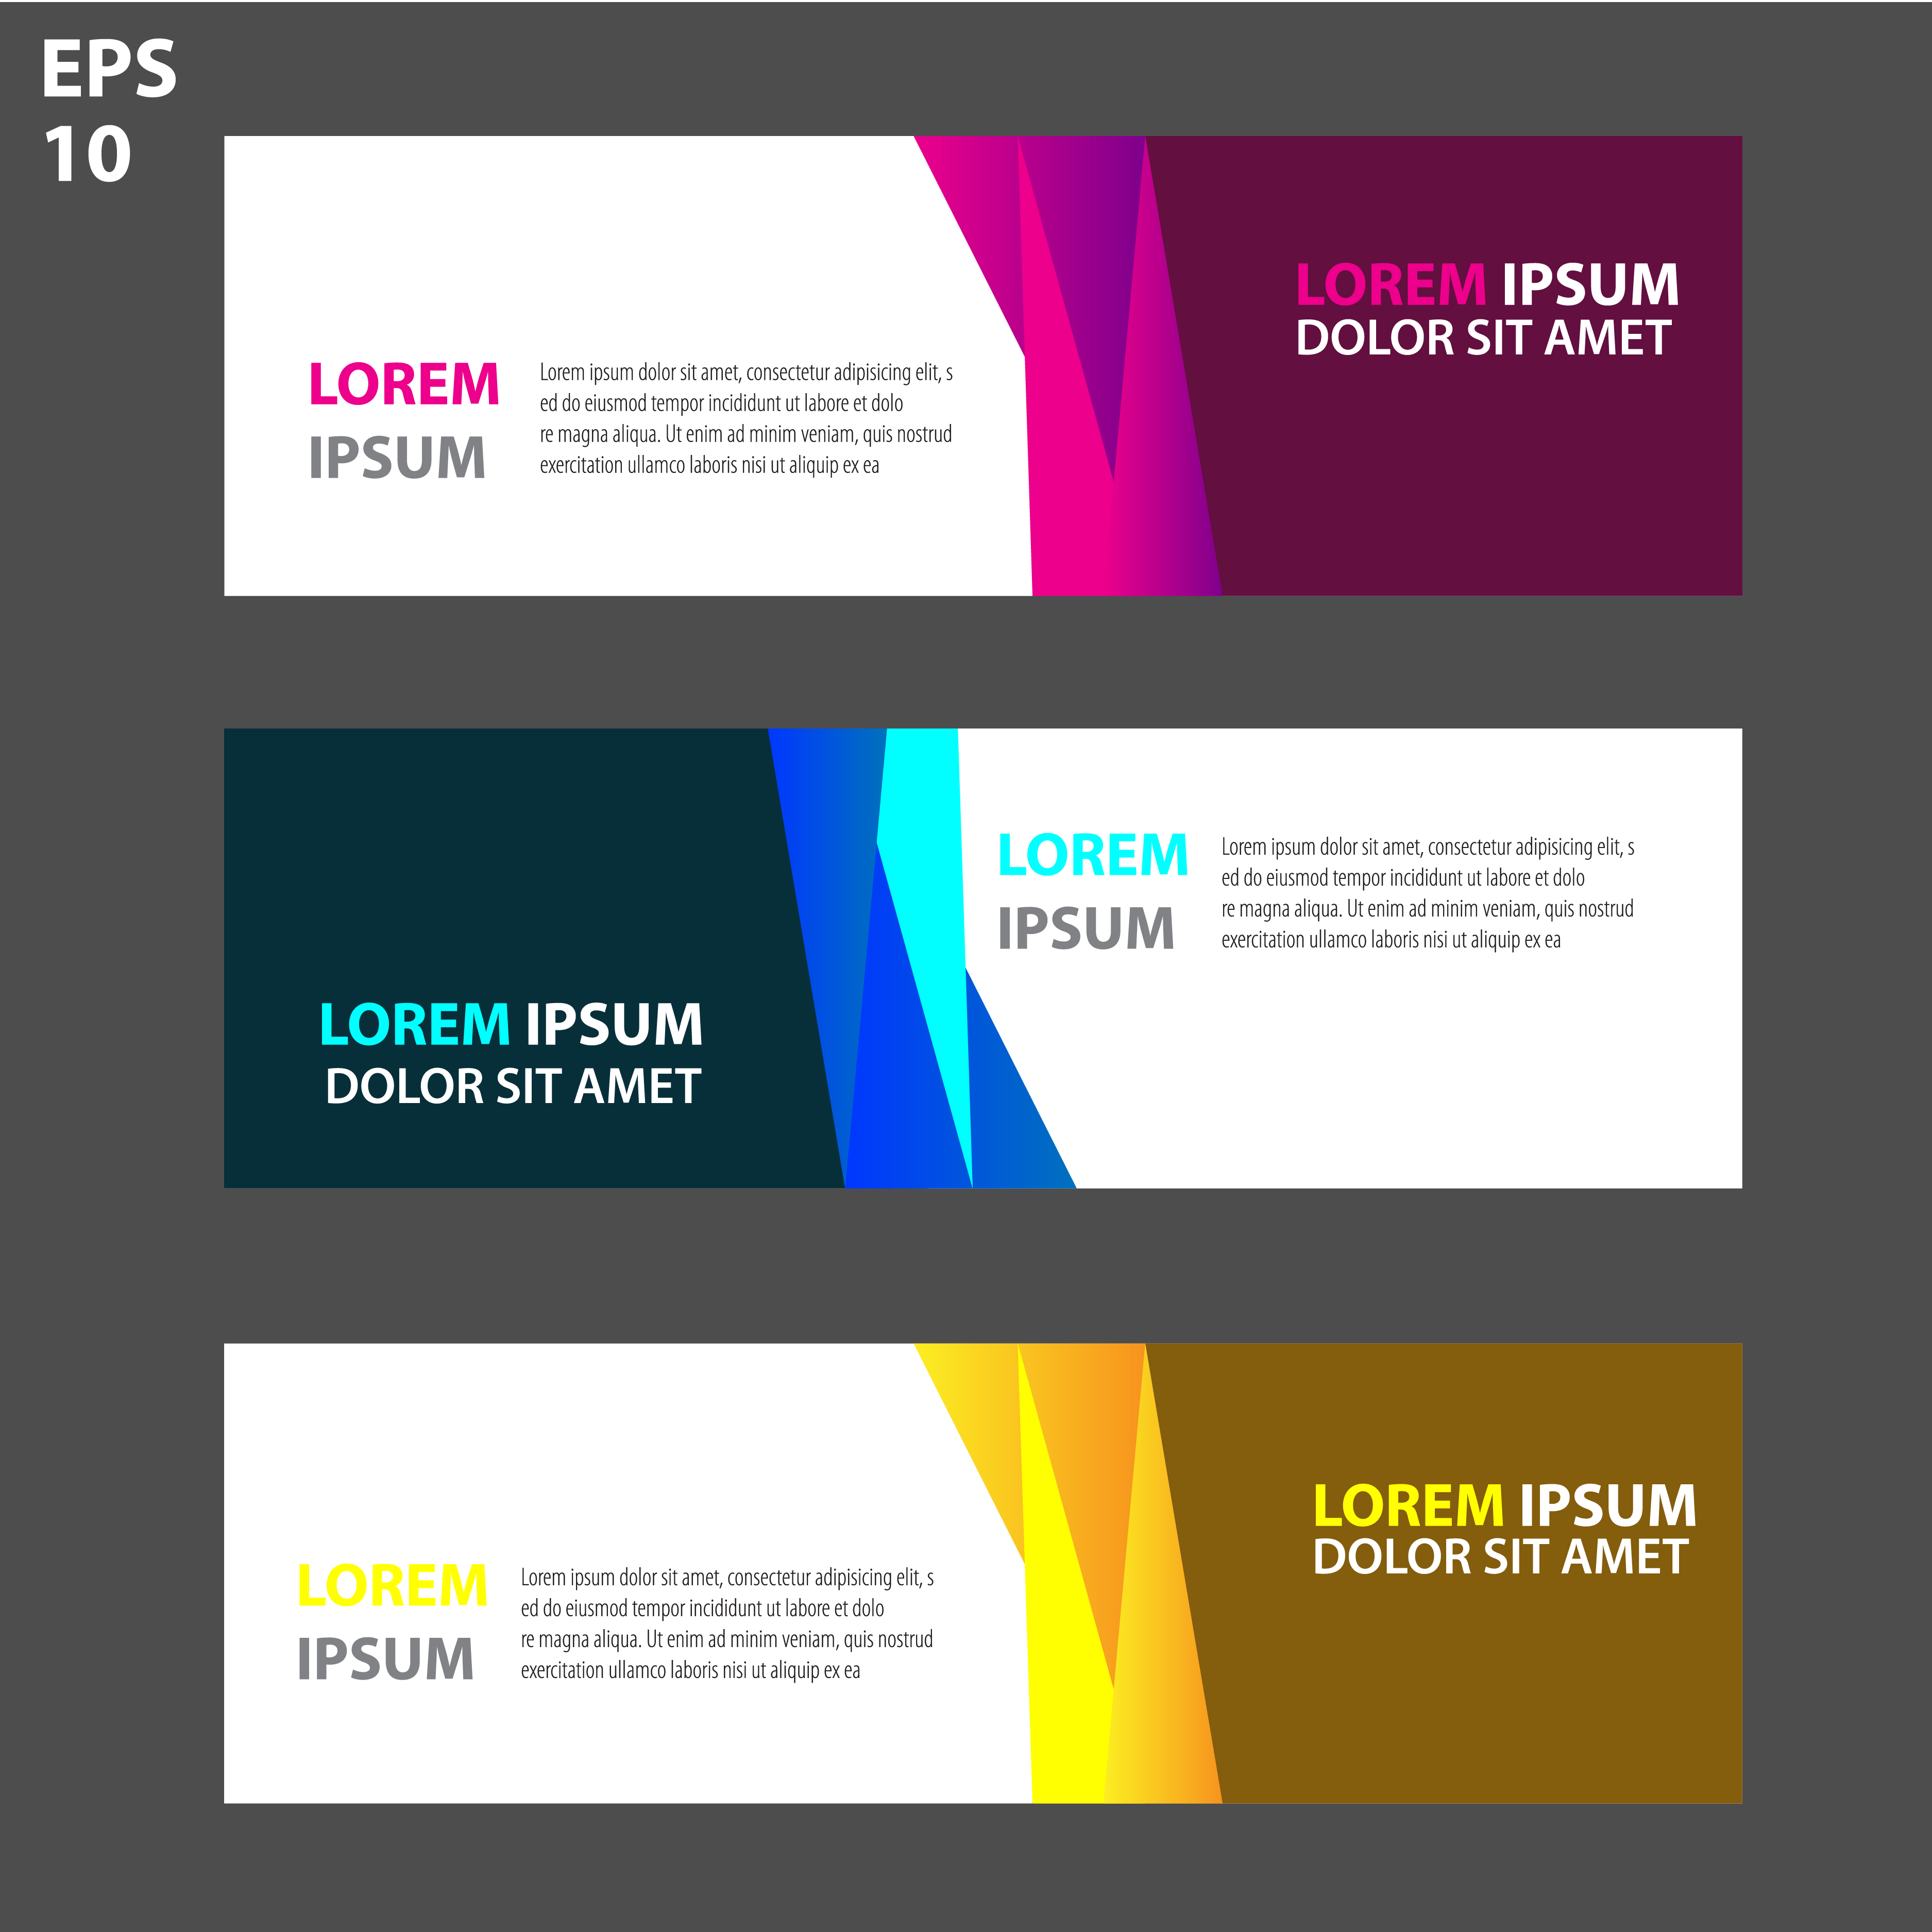 EPS
10
LOREM IPSUM
DOLOR SIT AMET
LOREM
IPSUM
Lorem ipsum dolor sit amet, consectetur adipisicing elit, s
ed do eiusmod tempor incididunt ut labore et dolo
re magna aliqua. Ut enim ad minim veniam, quis nostrud
exercitation ullamco laboris nisi ut aliquip ex ea
LOREM
IPSUM
Lorem ipsum dolor sit amet, consectetur adipisicing elit, s
ed do eiusmod tempor incididunt ut labore et dolo
re magna aliqua. Ut enim ad minim veniam, quis nostrud
exercitation ullamco laboris nisi ut aliquip ex ea
LOREM IPSUM
DOLOR SIT AMET
LOREM IPSUM
DOLOR SIT AMET
LOREM
IPSUM
Lorem ipsum dolor sit amet, consectetur adipisicing elit, s
ed do eiusmod tempor incididunt ut labore et dolo
re magna aliqua. Ut enim ad minim veniam, quis nostrud
exercitation ullamco laboris nisi ut aliquip ex ea